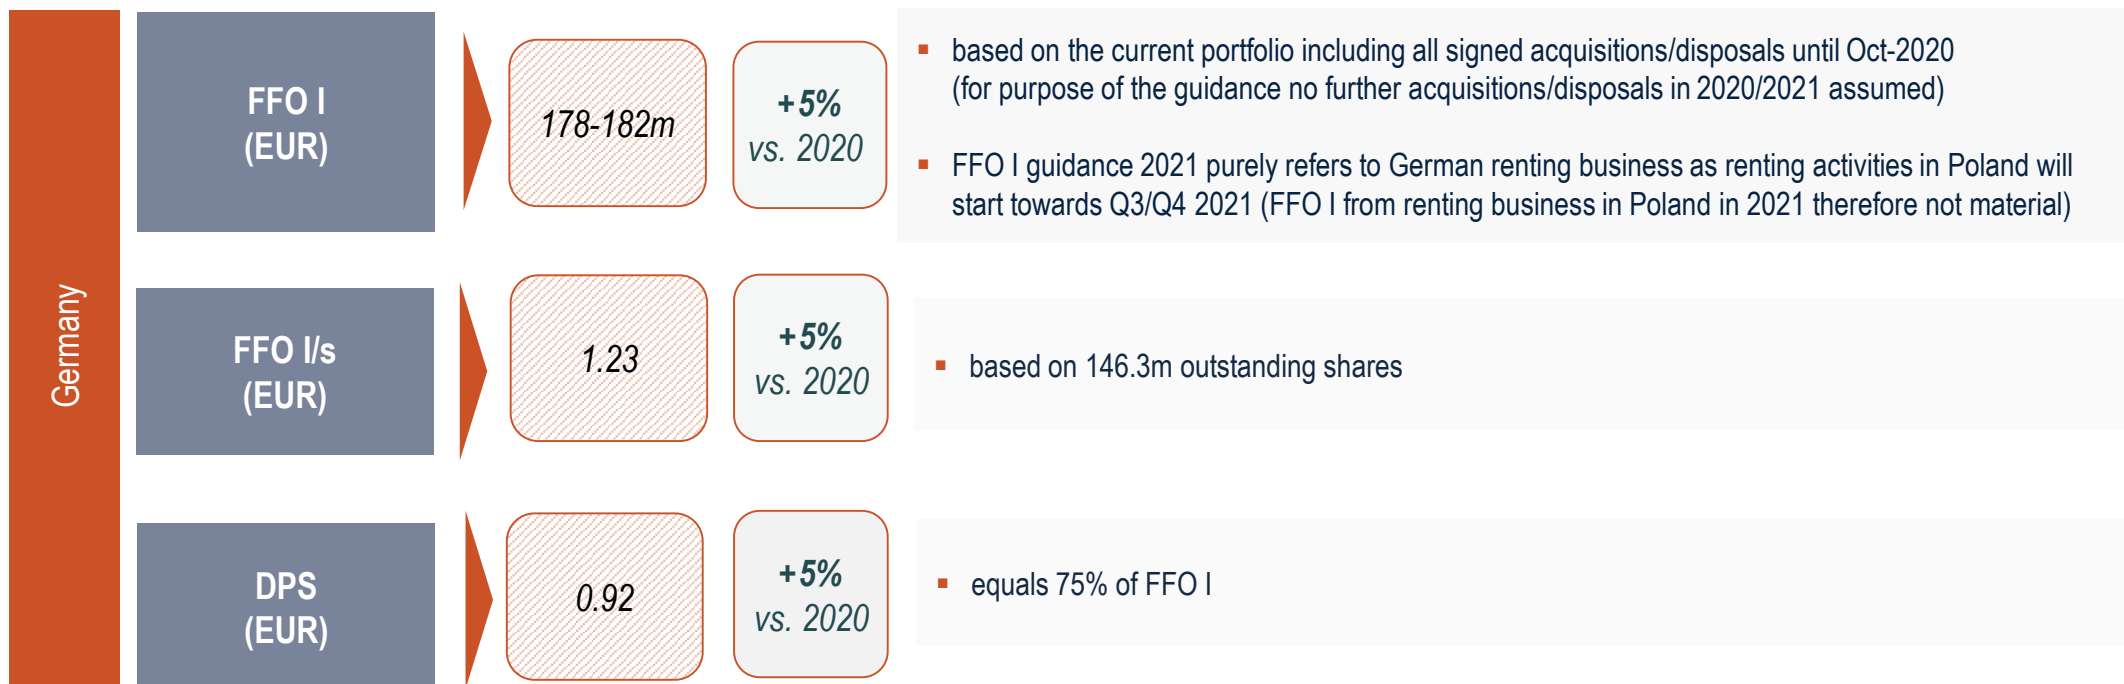 Germany
FFO I
(EUR)
178-182m
+5%
vs. 2020
▪ based on the current portfolio including all signed acquisitions/disposals until Oct-2020
(for purpose of the guidance no further acquisitions/disposals in 2020/2021 assumed)
▪ FFO I guidance 2021 purely refers to German renting business as renting activities in Poland will
start towards Q3/Q4 2021 (FFO I from renting business in Poland in 2021 therefore not material)
FFO I/s
(EUR)
1.23
+5%
vs. 2020
▪ based on 146.3m outstanding shares
DPS
(EUR)
0.92
+5%
vs. 2020
▪ equals 75% of FFO I